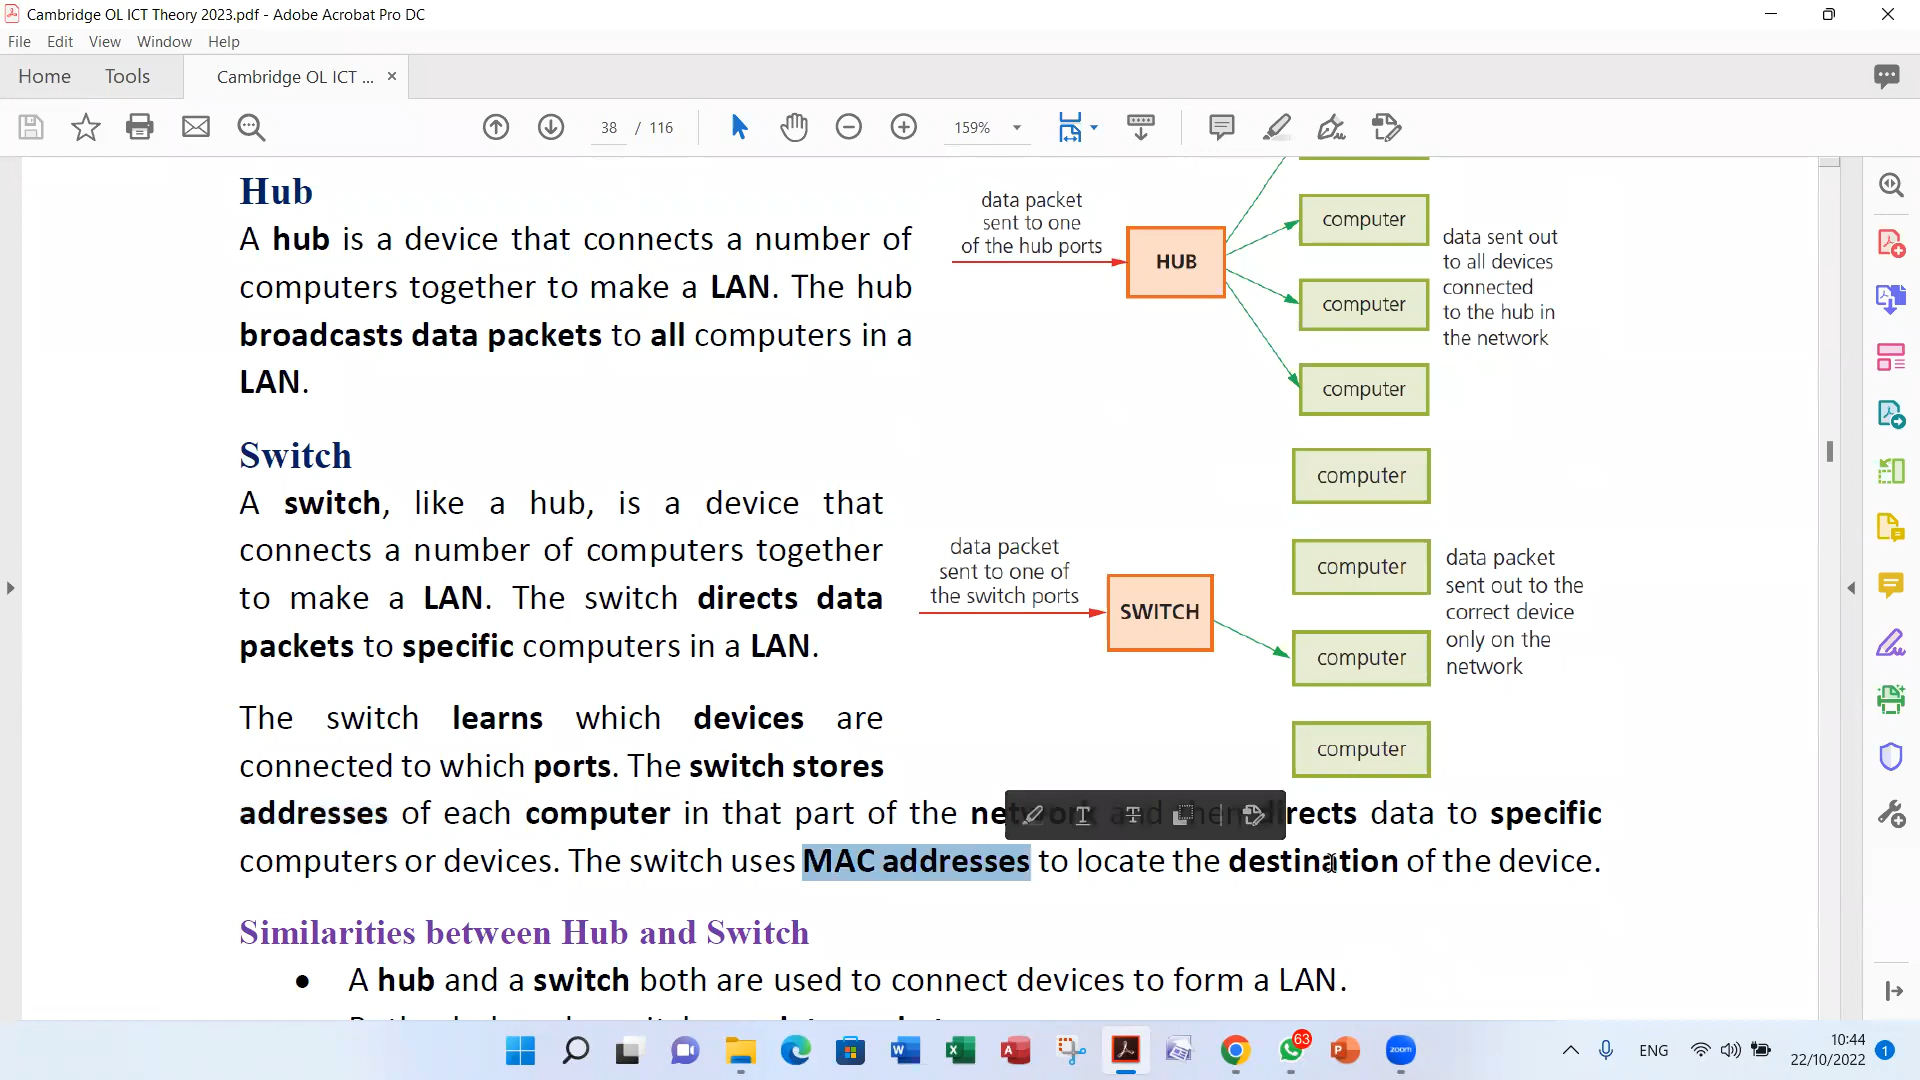 Cambridge OL ICT Theory 2023.pdf - Adobe Acrobat Pro DC
File Edit View Window Help
Home Tools Cambridge OL ICT ... ×
38 / 116 159%
Hub
A hub is a device that connects a number of
computers together to make a LAN. The hub
broadcasts data packets to all computers in a
LAN.
data packet
sent to one
of the hub ports
HUB
computer
computer
computer
data sent out
to all devices
connected
to the hub in
the network
Switch
A switch, like a hub, is a device that
connects a number of computers together
to make a LAN. The switch directs data
packets to specific computers in a LAN.
data packet
sent to one of
the switch ports
SWITCH
computer
computer
computer
computer
data packet
sent out to the
correct device
only on the
network
The switch learns which devices are
connected to which ports. The switch stores
addresses of each computer in that part of the network and then directs data to specific
computers or devices. The switch uses MAC addresses to locate the destination of the device.
Similarities between Hub and Switch
• A hub and a switch both are used to connect devices to form a LAN.
63
zoom
ENG
10:44
22/10/2022
1